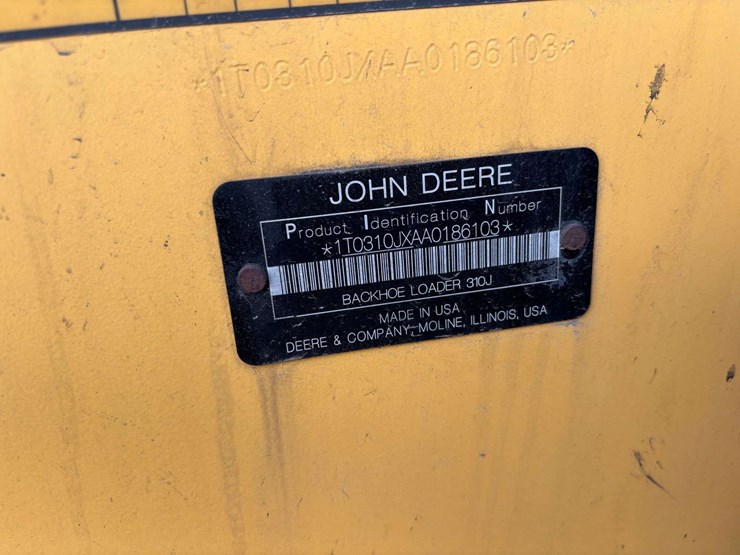 *1T0310JXAA0186103*
JOHN DEERE
Product Identification Number
*1T0310JXAA0186103*
BACKHOE LOADER 310J
MADE IN USA
DEERE & COMPANY, MOLINE, ILLINOIS, USA